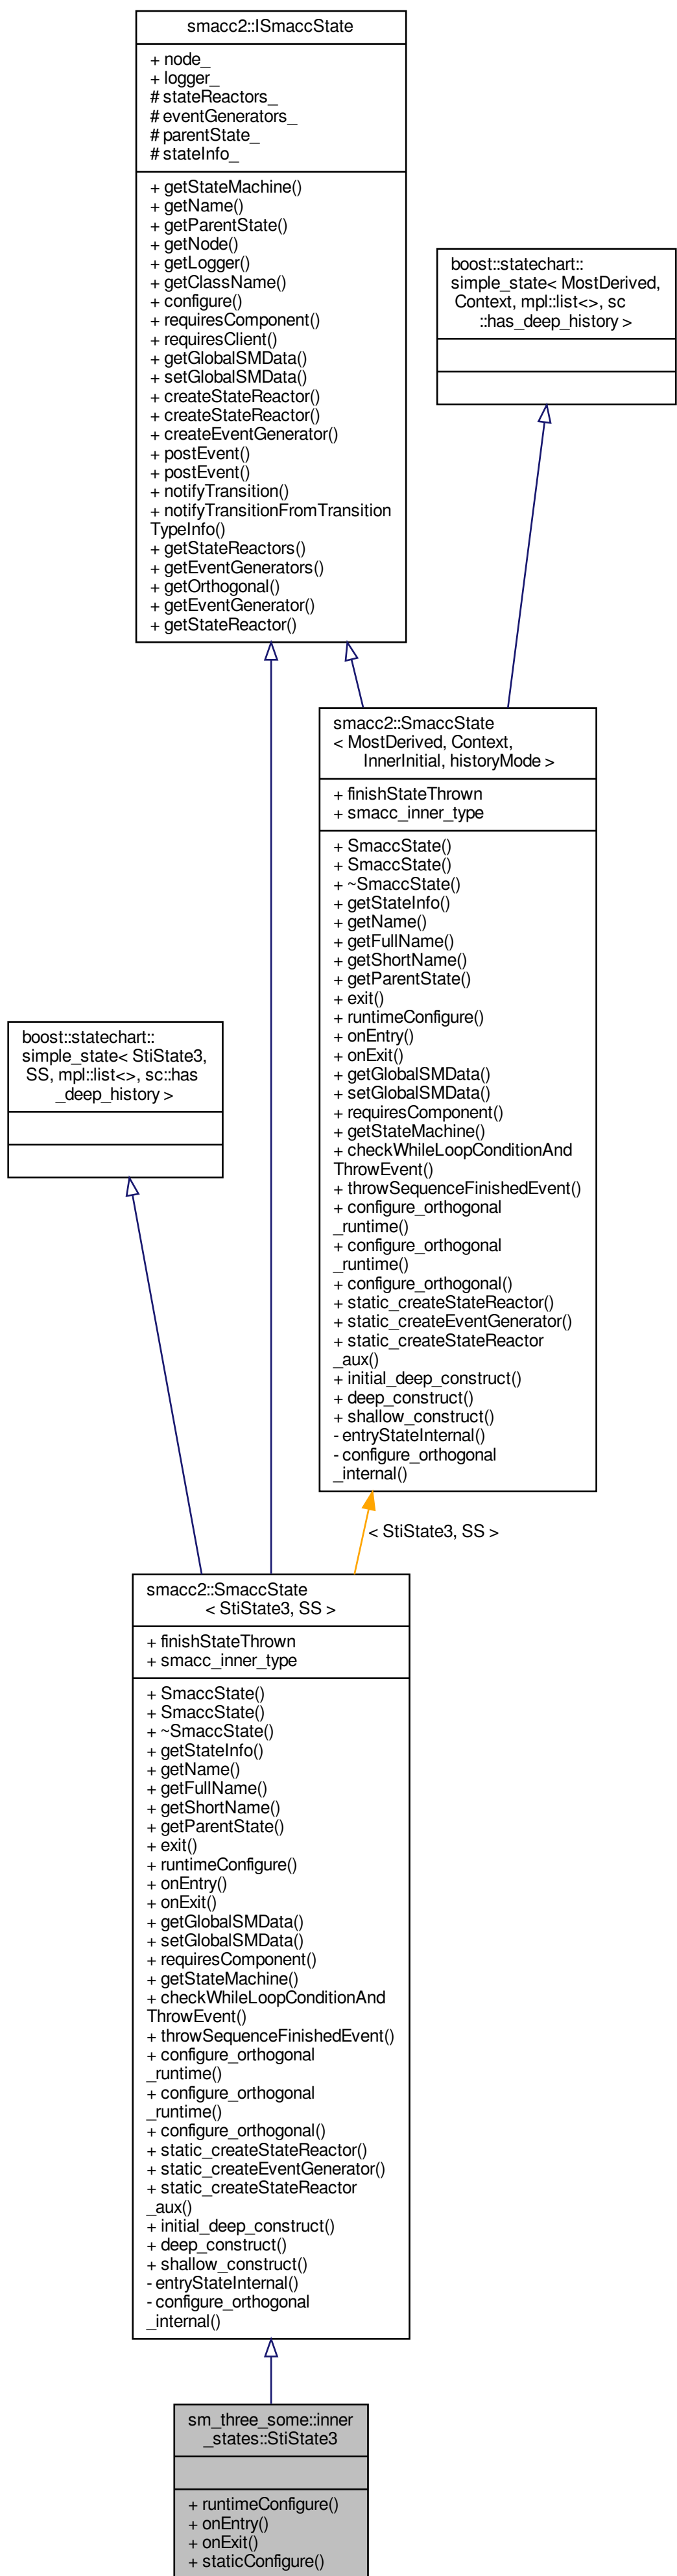 smacc2::ISmaccState
+ node_
+ logger_
# stateReactors_
# eventGenerators_
# parentState_
# stateInfo_
+ getStateMachine()
+ getName()
+ getParentState()
+ getNode()
+ getLogger()
+ getClassName()
+ configure()
+ requiresComponent()
+ requiresClient()
+ getGlobalSMData()
+ setGlobalSMData()
+ createStateReactor()
+ createStateReactor()
+ createEventGenerator()
+ postEvent()
+ postEvent()
+ notifyTransition()
+ notifyTransitionFromTransition
TypeInfo()
+ getStateReactors()
+ getEventGenerators()
+ getOrthogonal()
+ getEventGenerator()
+ getStateReactor()
boost::statechart::
simple_state< MostDerived,
Context, mpl::list<>, sc
::has_deep_history >
smacc2::SmaccState
< MostDerived, Context,
InnerInitial, historyMode >
+ finishStateThrown
+ smacc_inner_type
+ SmaccState()
+ SmaccState()
+ ~SmaccState()
+ getStateInfo()
+ getName()
+ getFullName()
+ getShortName()
+ getParentState()
+ exit()
+ runtimeConfigure()
+ onEntry()
+ onExit()
+ getGlobalSMData()
+ setGlobalSMData()
+ requiresComponent()
+ getStateMachine()
+ checkWhileLoopConditionAnd
ThrowEvent()
+ throwSequenceFinishedEvent()
+ configure_orthogonal
_runtime()
+ configure_orthogonal
_runtime()
+ configure_orthogonal()
+ static_createStateReactor()
+ static_createEventGenerator()
+ static_createStateReactor
_aux()
+ initial_deep_construct()
+ deep_construct()
+ shallow_construct()
- entryStateInternal()
- configure_orthogonal
_internal()
boost::statechart::
simple_state< StiState3,
SS, mpl::list<>, sc::has
_deep_history >
< StiState3, SS >
smacc2::SmaccState
< StiState3, SS >
+ finishStateThrown
+ smacc_inner_type
+ SmaccState()
+ SmaccState()
+ ~SmaccState()
+ getStateInfo()
+ getName()
+ getFullName()
+ getShortName()
+ getParentState()
+ exit()
+ runtimeConfigure()
+ onEntry()
+ onExit()
+ getGlobalSMData()
+ setGlobalSMData()
+ requiresComponent()
+ getStateMachine()
+ checkWhileLoopConditionAnd
ThrowEvent()
+ throwSequenceFinishedEvent()
+ configure_orthogonal
_runtime()
+ configure_orthogonal
_runtime()
+ configure_orthogonal()
+ static_createStateReactor()
+ static_createEventGenerator()
+ static_createStateReactor
_aux()
+ initial_deep_construct()
+ deep_construct()
+ shallow_construct()
- entryStateInternal()
- configure_orthogonal
_internal()
sm_three_some::inner
_states::StiState3
+ runtimeConfigure()
+ onEntry()
+ onExit()
+ staticConfigure()